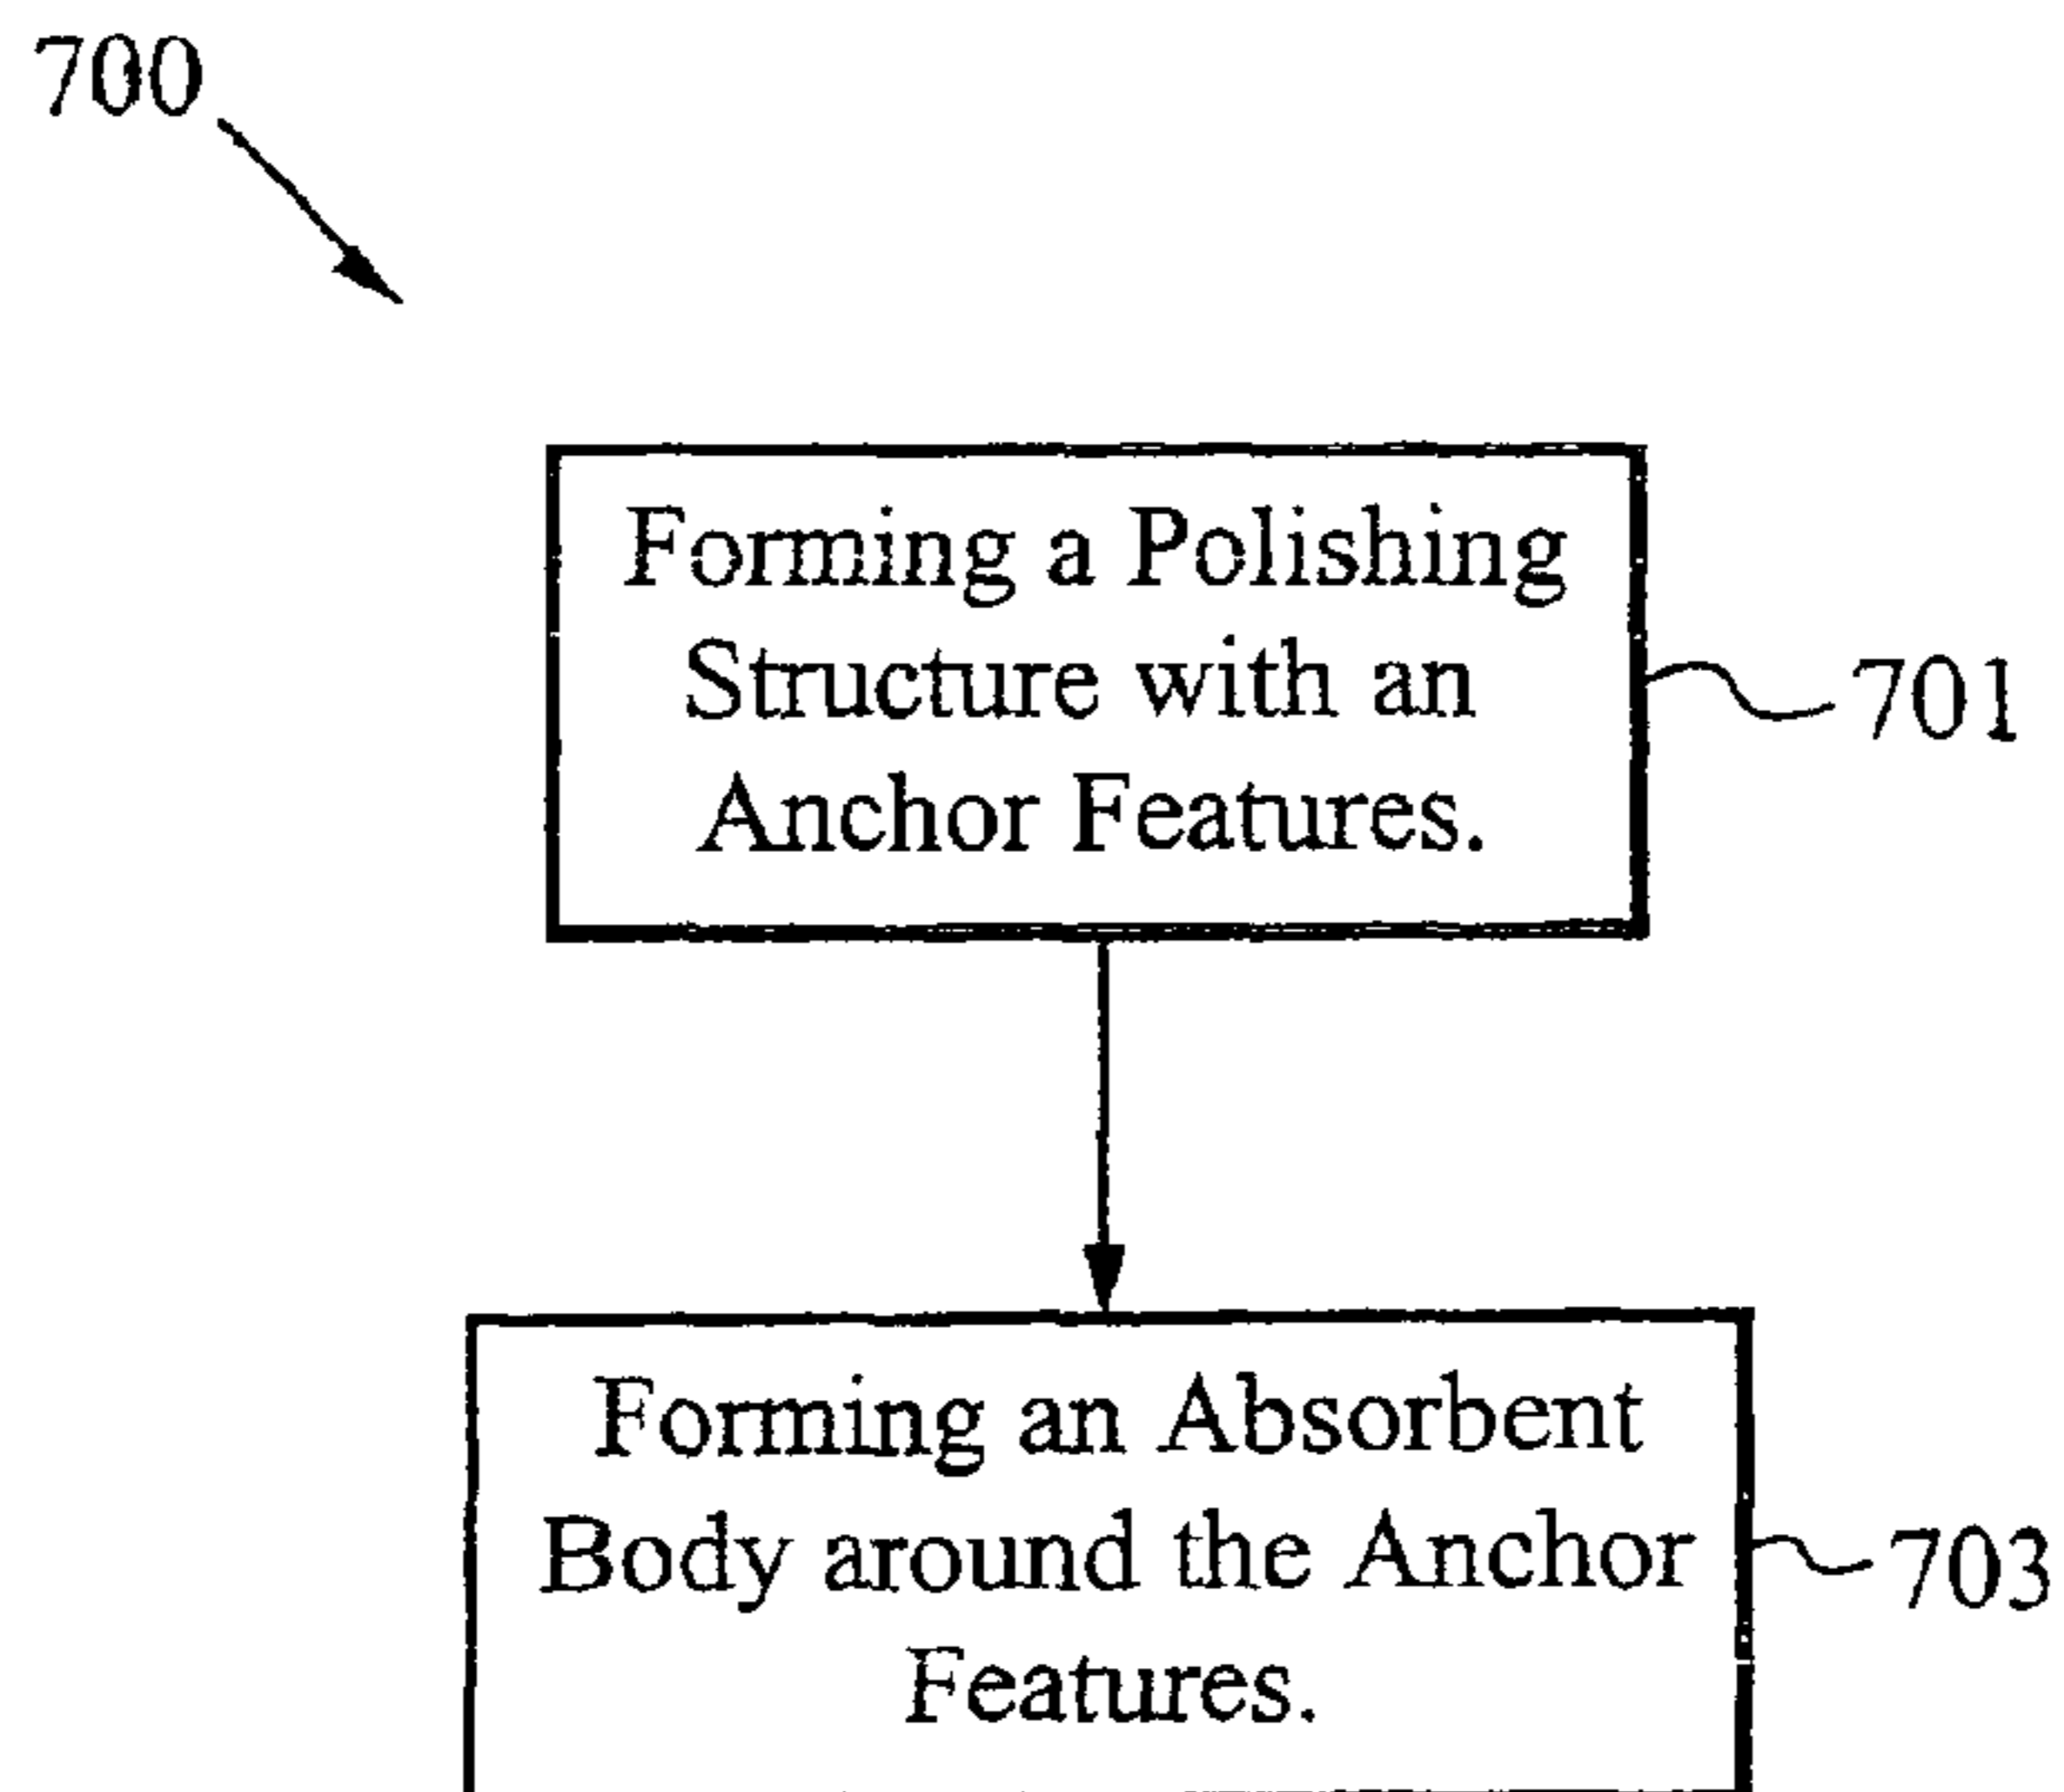 700
Forming a Polishing
Structure with an
Anchor Features.
701
Forming an Absorbent
Body around the Anchor
Features.
703